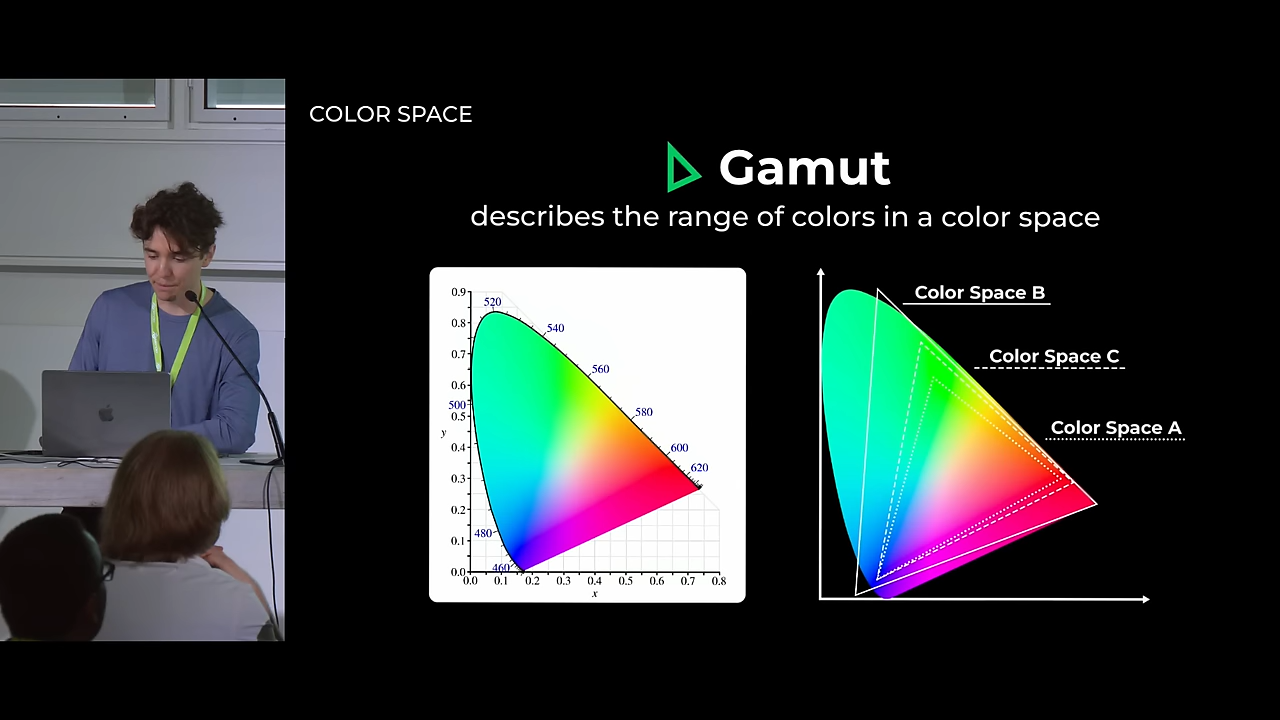 COLOR SPACE
Gamut
describes the range of colors in a color space
0.9
0.8
0.7
0.6
0.5
0.4
0.3
0.2
0.1
0.0
y
520
540
560
580
600
620
500
480
460
0.0 0.1 0.2 0.3 0.4 0.5 0.6 0.7 0.8
x
Color Space B
Color Space C
Color Space A